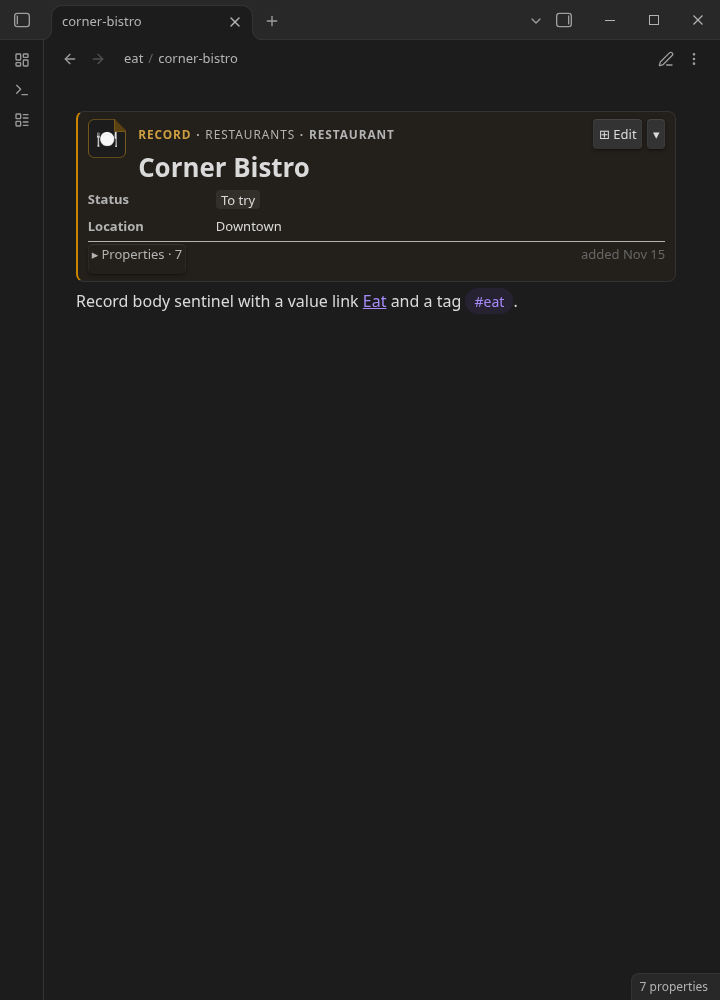 corner-bistro
eat / corner-bistro
RECORD · RESTAURANTS · RESTAURANT
⊞ Edit ▾
Corner Bistro
Status To try
Location Downtown
▸ Properties · 7 added Nov 15
Record body sentinel with a value link Eat and a tag #eat .
7 properties